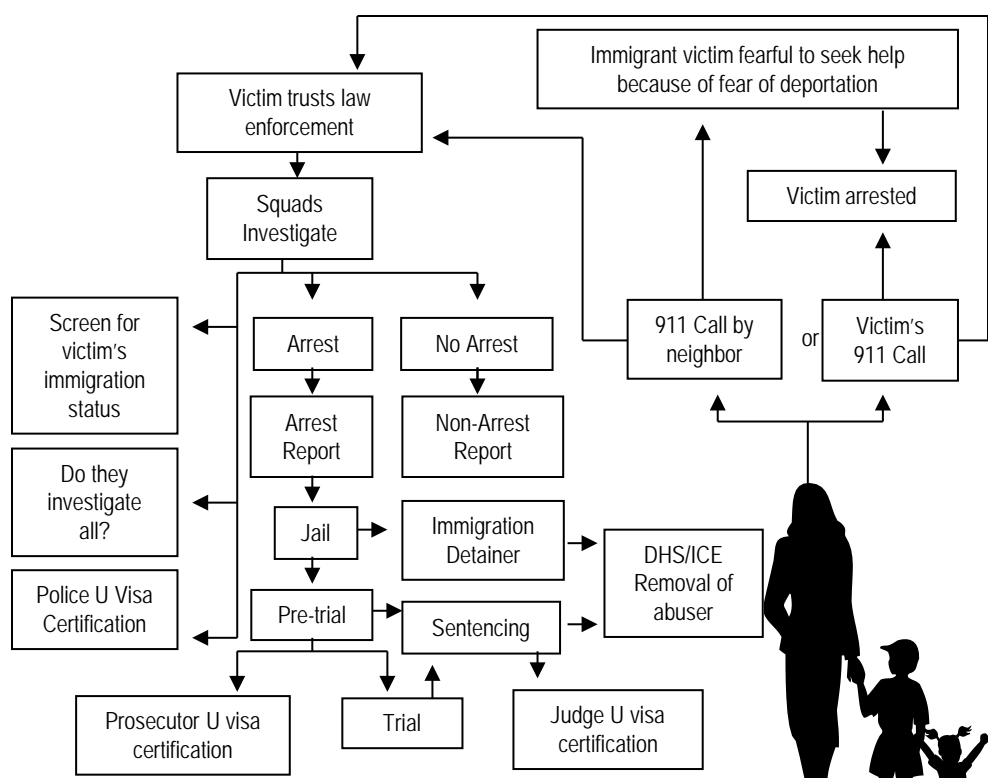 Immigrant victim fearful to seek help
because of fear of deportation
Victim trusts law
enforcement
Victim arrested
Squads
Investigate
Screen for
victim's
immigration
status
Arrest
No Arrest
911 Call by
neighbor
or
Victim's
911 Call
Arrest
Report
Non-Arrest
Report
Do they
investigate
all?
Jail
Immigration
Detainer
DHS/ICE
Removal of
abuser
Police U Visa
Certification
Pre-trial
Sentencing
Prosecutor U visa
certification
Trial
Judge U visa
certification